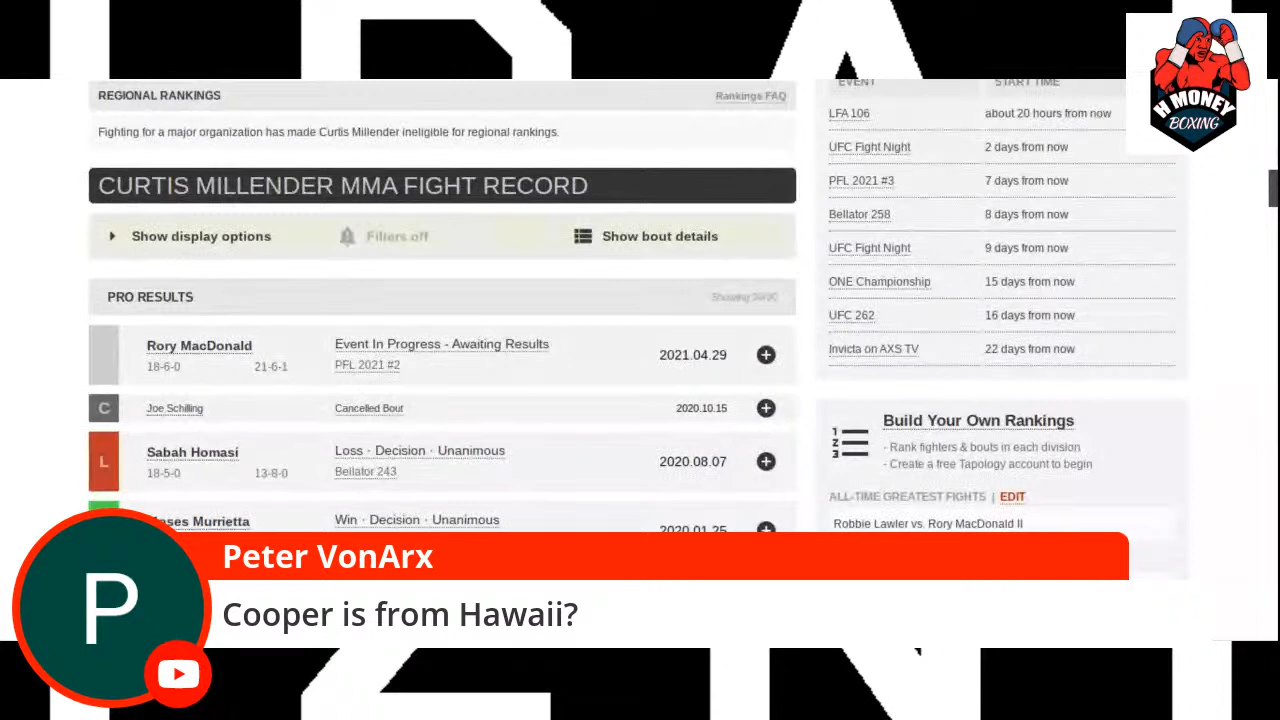 H MONEY
BOXING
REGIONAL RANKINGS
Rankings FAQ
Fighting for a major organization has made Curtis Millender ineligible for regional rankings.
CURTIS MILLENDER MMA FIGHT RECORD
Show display options
Filters off
Show bout details
PRO RESULTS
Showing
Rory MacDonald
Event In Progress - Awaiting Results
2021.04.29
18-6-0
21-6-1
PFL 2021 #2
C
Joe Schilling
Cancelled Bout
2020.10.15
L
Sabah Homasi
Loss · Decision · Unanimous
2020.08.07
18-5-0
13-8-0
Bellator 243
Murrietta
Win · Decision · Unanimous
2020.01.25
EVENT
START TIME
LFA 106
about 20 hours from now
UFC Fight Night
2 days from now
PFL 2021 #3
7 days from now
Bellator 258
8 days from now
UFC Fight Night
9 days from now
ONE Championship
15 days from now
UFC 262
16 days from now
Invicta on AXS TV
22 days from now
1
2
3
Build Your Own Rankings
- Rank fighters & bouts in each division
- Create a free Tapology account to begin
ALL-TIME GREATEST FIGHTS | EDIT
Robbie Lawler vs. Rory MacDonald II
P
Peter VonArx
Cooper is from Hawaii?